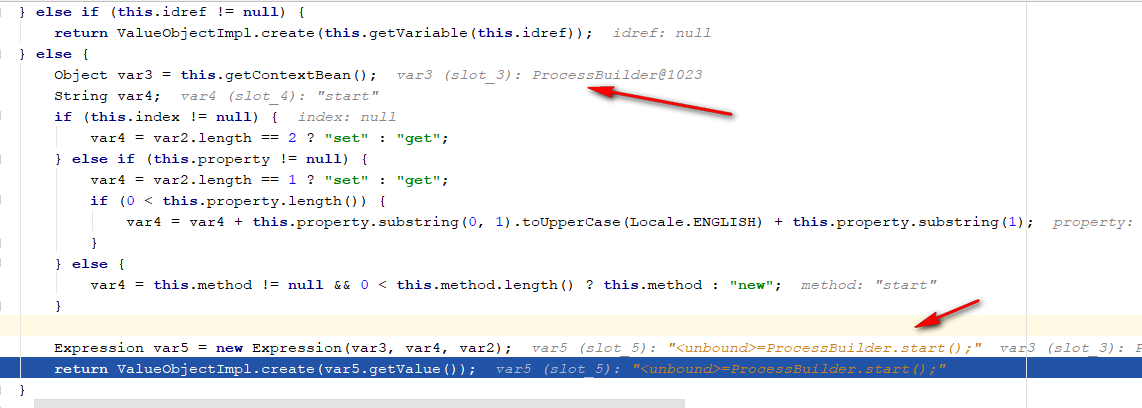 } else if (this.idref != null) {
return ValueObjectImpl.create(this.getVariable(this.idref)); idref: null
} else {
Object var3 = this.getContextBean(); var3 (slot_3): ProcessBuilder@1023
String var4; var4 (slot_4): "start"
if (this.index != null) { index: null
var4 = var2.length == 2 ? "set" : "get";
} else if (this.property != null) {
var4 = var2.length == 1 ? "set" : "get";
if (0 < this.property.length()) {
var4 = var4 + this.property.substring(0, 1).toUpperCase(Locale.ENGLISH) + this.property.substring(1); property:
}
} else {
var4 = this.method != null && 0 < this.method.length() ? this.method : "new"; method: "start"
}
Expression var5 = new Expression(var3, var4, var2); var5 (slot_5): "<unbound>=ProcessBuilder.start();" var3 (slot_3): P
return ValueObjectImpl.create(var5.getValue()); var5 (slot_5): "<unbound>=ProcessBuilder.start();"
}